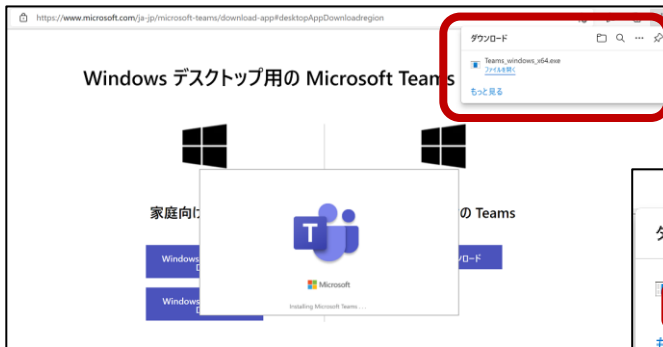 https://www.microsoft.com/ja-jp/microsoft-teams/download-app#desktopAppDownloadregion
ダウンロード
Teams_windows_x64.exe
ファイルを開く
もっと見る
Windows デスクトップ用の Microsoft Teams
家庭向け
の Teams
Windows
ンロード
Windows
T
Microsoft
Installing Microsoft Teams . . .